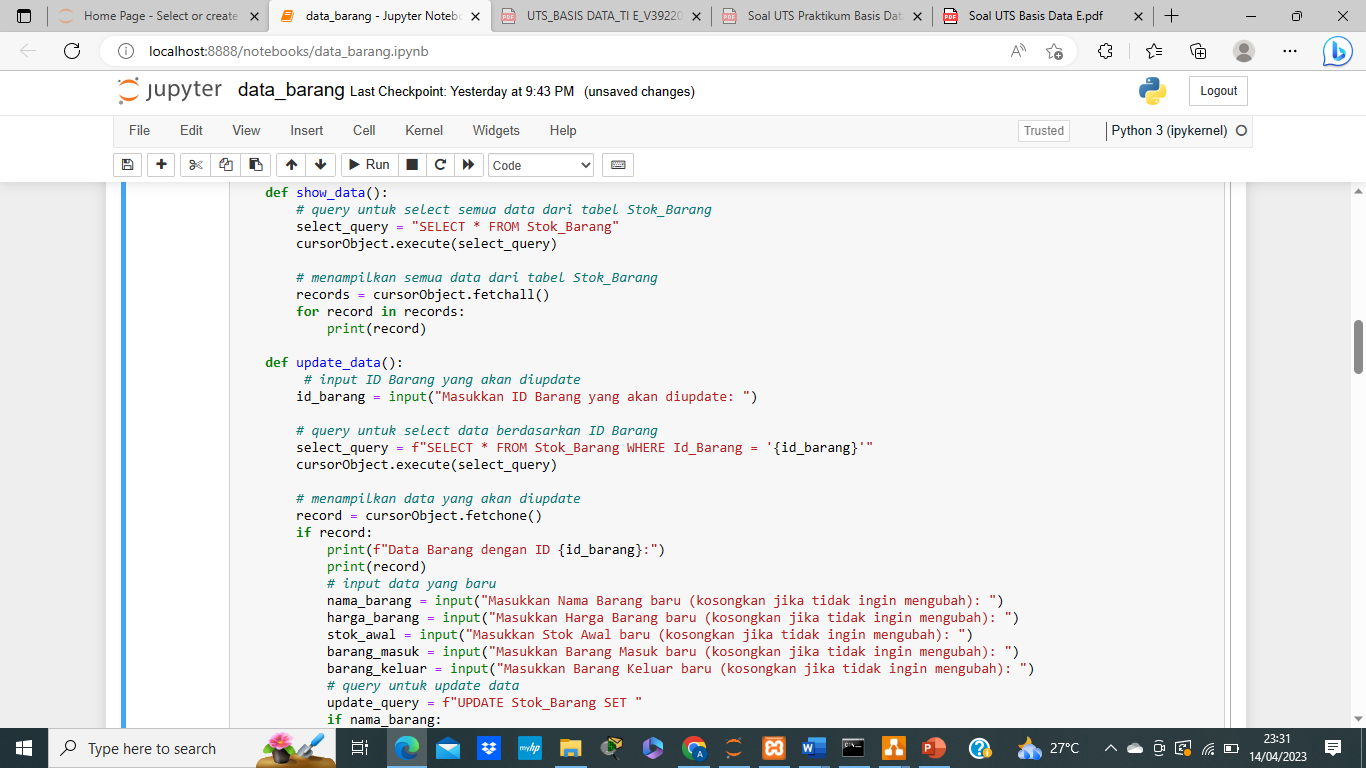 Home Page - Select or create
data_barang - Jupyter Notebo
UTS_BASIS DATA_TI E_V39220
Soal UTS Praktikum Basis Dat
Soal UTS Basis Data E.pdf
localhost:8888/notebooks/data_barang.ipynb
jupyter data_barang Last Checkpoint: Yesterday at 9:43 PM (unsaved changes)
Logout
File Edit View Insert Cell Kernel Widgets Help
Trusted
Python 3 (ipykernel)
Run
Code
def show_data():
# query untuk select semua data dari tabel Stok_Barang
select_query = "SELECT * FROM Stok_Barang"
cursorObject.execute(select_query)
# menampilkan semua data dari tabel Stok_Barang
records = cursorObject.fetchall()
for record in records:
print(record)
def update_data():
# input ID Barang yang akan diupdate
id_barang = input("Masukkan ID Barang yang akan diupdate: ")
# query untuk select data berdasarkan ID Barang
select_query = f"SELECT * FROM Stok_Barang WHERE Id_Barang = '{id_barang}'"
cursorObject.execute(select_query)
# menampilkan data yang akan diupdate
record = cursorObject.fetchone()
if record:
print(f"Data Barang dengan ID {id_barang}:")
print(record)
# input data yang baru
nama_barang = input("Masukkan Nama Barang baru (kosongkan jika tidak ingin mengubah): ")
harga_barang = input("Masukkan Harga Barang baru (kosongkan jika tidak ingin mengubah): ")
stok_awal = input("Masukkan Stok Awal baru (kosongkan jika tidak ingin mengubah): ")
barang_masuk = input("Masukkan Barang Masuk baru (kosongkan jika tidak ingin mengubah): ")
barang_keluar = input("Masukkan Barang Keluar baru (kosongkan jika tidak ingin mengubah): ")
# query untuk update data
update_query = f"UPDATE Stok_Barang SET "
if nama_barang:
Type here to search
27°C
23:31
14/04/2023